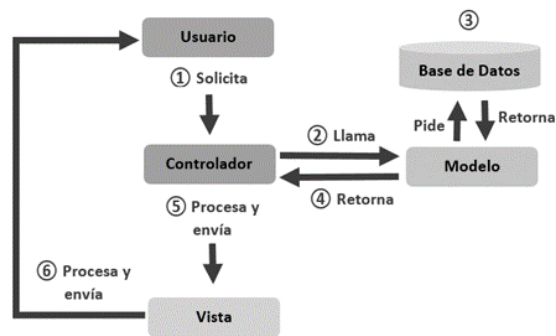 Usuario
③
Base de Datos
① Solicita
Pide
Retorna
② Llama
Controlador
Modelo
④ Retorna
⑤ Procesa y
envía
⑥ Procesa y
envía
Vista